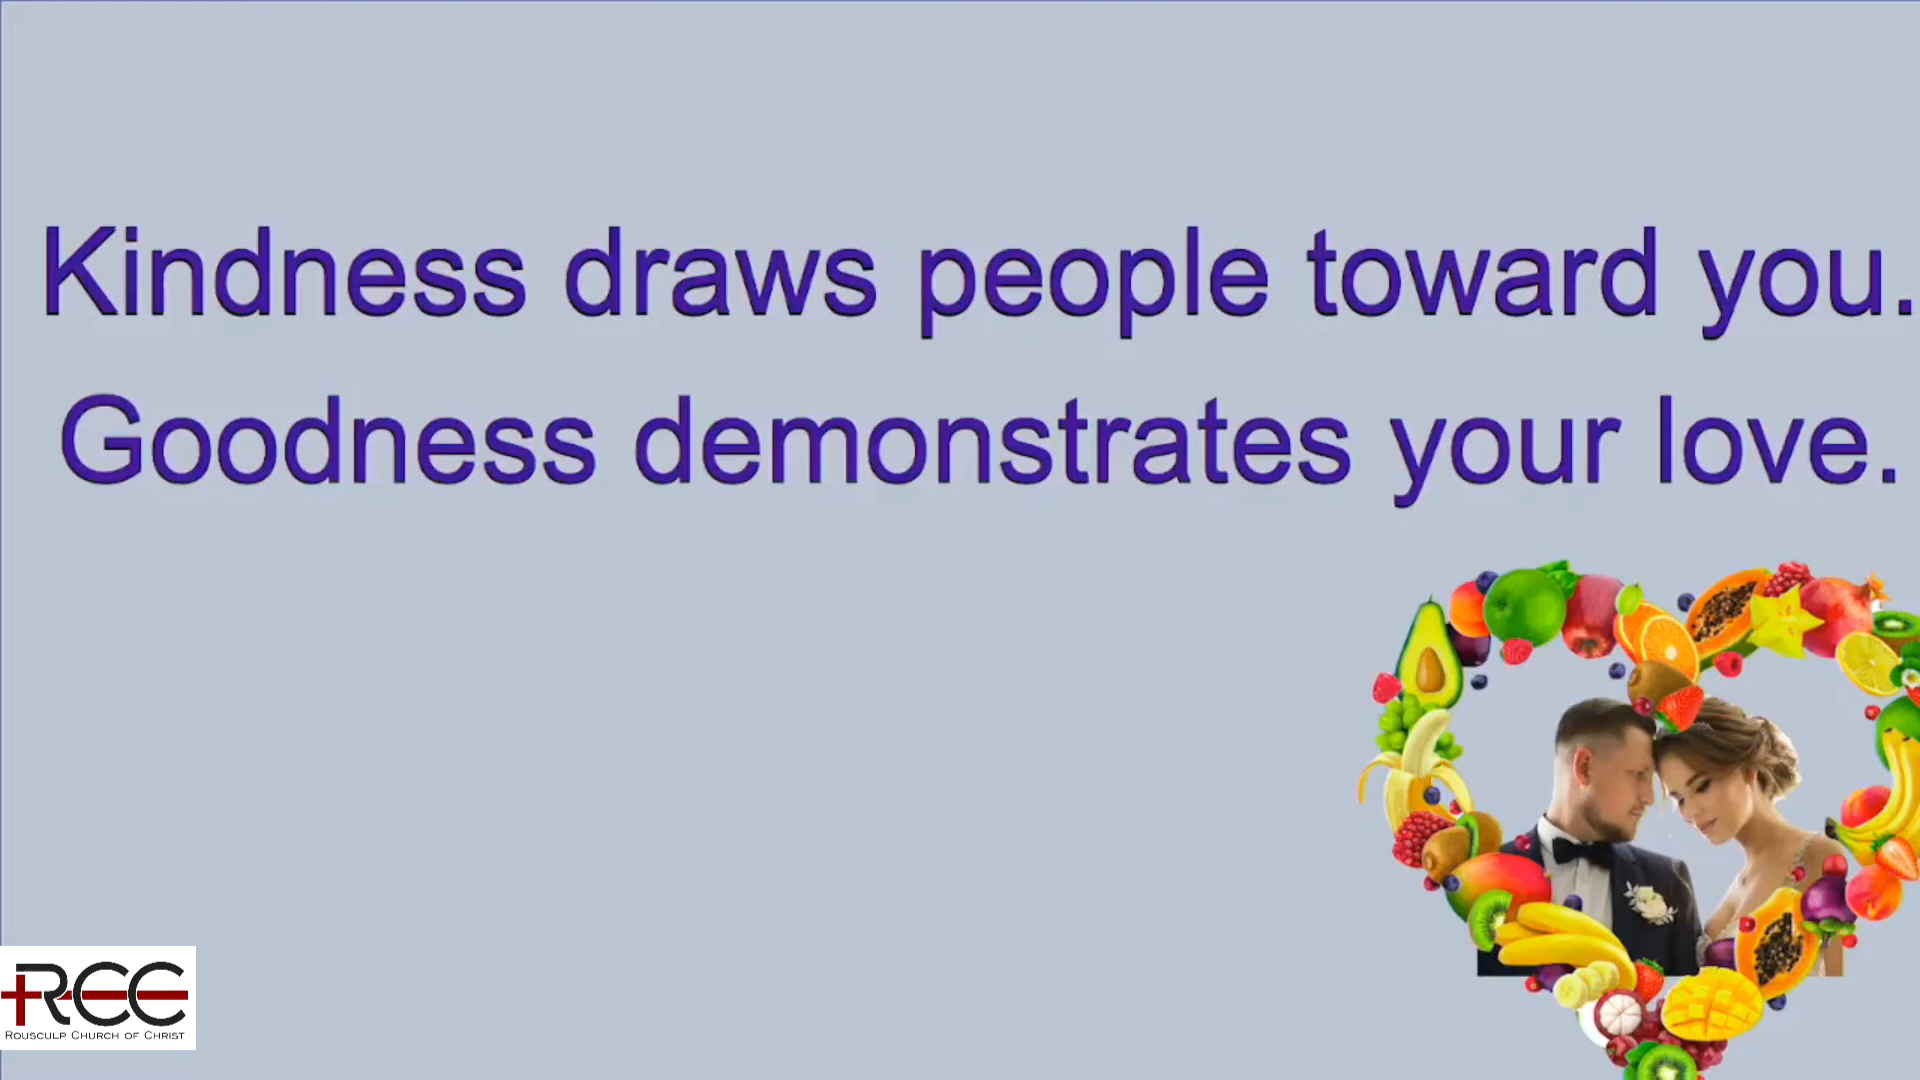 Kindness draws people toward you.
Goodness demonstrates your love.
RCC
Rousculp Church of Christ